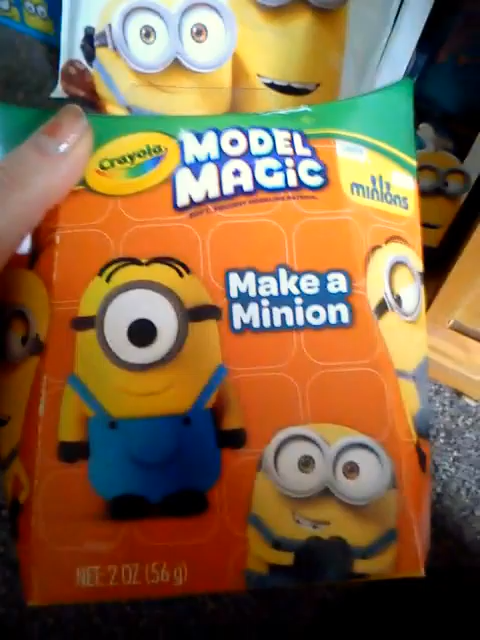 Crayola
MODEL
MAGIC
minions
Make a
Minion
NET 2 OZ (56 g)